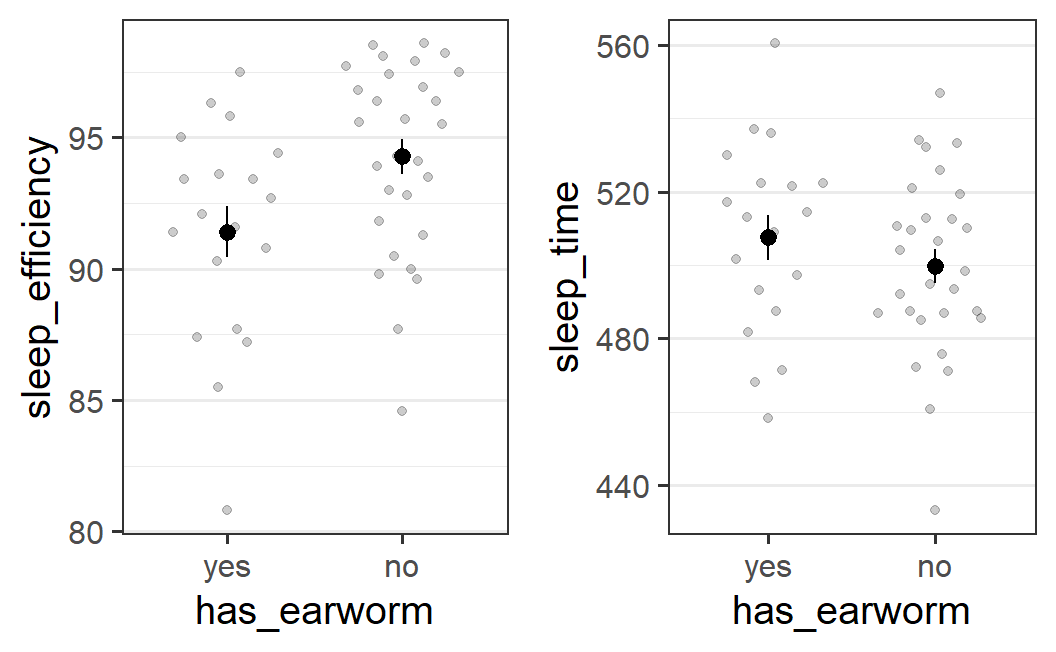 sleep_efficiency
95
90
85
80
yes no
has_earworm
sleep_time
560
520
480
440
yes no
has_earworm